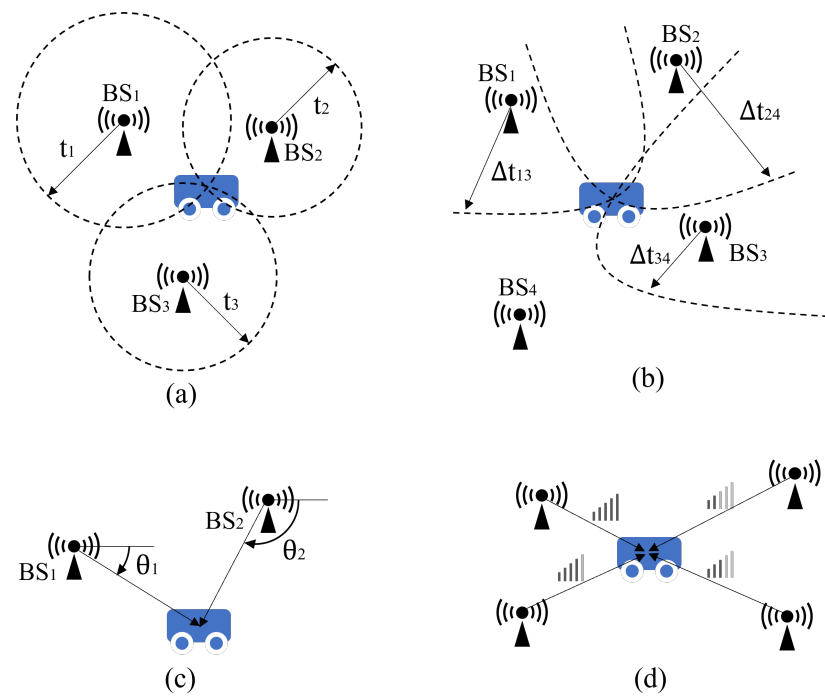 BS1
t1
t2
BS2
BS3
t3
(a)
BS2
BS1
Δt24
Δt13
BS3
Δt34
BS4
(b)
BS2
BS1
θ1
θ2
(c)
(d)